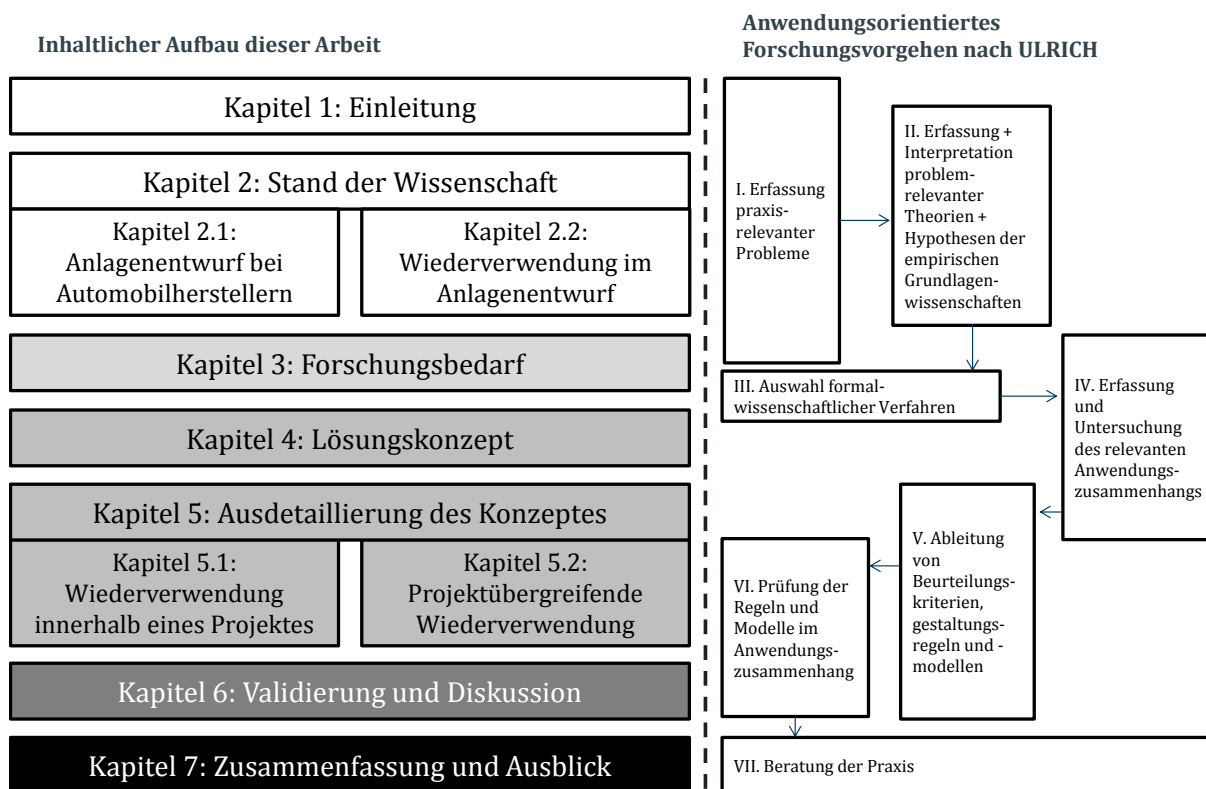 Inhaltlicher Aufbau dieser Arbeit
Kapitel 1: Einleitung
Kapitel 2: Stand der Wissenschaft
Kapitel 2.1:
Anlagenentwurf bei
Automobilherstellern
Kapitel 2.2:
Wiederverwendung im
Anlagenentwurf
Kapitel 3: Forschungsbedarf
Kapitel 4: Lösungskonzept
Kapitel 5: Ausdetaillierung des Konzeptes
Kapitel 5.1:
Wiederverwendung
innerhalb eines Projektes
Kapitel 5.2:
Projektübergreifende
Wiederverwendung
Kapitel 6: Validierung und Diskussion
Kapitel 7: Zusammenfassung und Ausblick
Anwendungsorientiertes
Forschungsvorgehen nach ULRICH
I. Erfassung
praxis-
relevanter
Probleme
II. Erfassung +
Interpretation
problem-
relevanter
Theorien +
Hypothesen der
empirischen
Grundlagen-
wissenschaften
III. Auswahl formal-
wissenschaftlicher Verfahren
IV. Erfassung
und
Untersuchung
des relevanten
Anwendungs-
zusammenhangs
V. Ableitung
von
Beurteilungs-
kriterien,
gestaltungs-
regeln und -
modellen
VI. Prüfung der
Regeln und
Modelle im
Anwendungs-
zusammenhang
VII. Beratung der Praxis